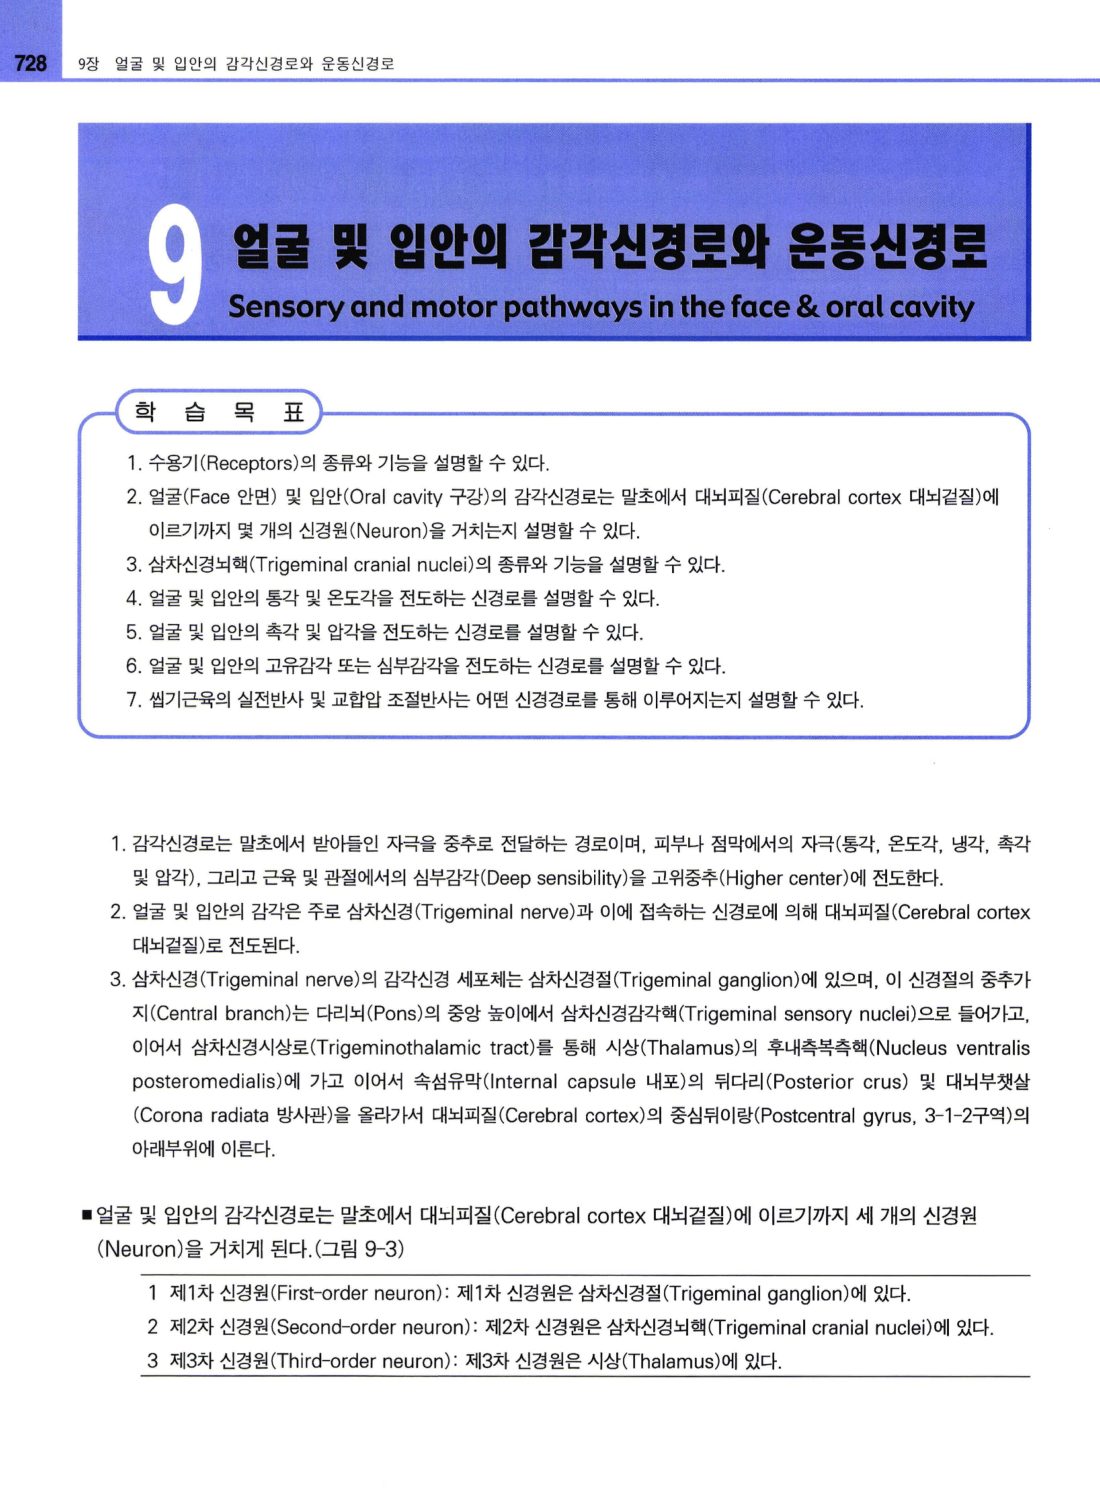 728 9장 얼굴 및 입안의 감각신경로와 운동신경로
9 얼굴 및 입안의 감각신경로와 운동신경로
Sensory and motor pathways in the face & oral cavity
학 습 목 표
1. 수용기(Receptors)의 종류와 기능을 설명할 수 있다.
2. 얼굴(Face 안면) 및 입안(Oral cavity 구강)의 감각신경로는 말초에서 대뇌피질(Cerebral cortex 대뇌겉질)에
이르기까지 몇 개의 신경원(Neuron)을 거치는지 설명할 수 있다.
3. 삼차신경뇌핵(Trigeminal cranial nuclei)의 종류와 기능을 설명할 수 있다.
4. 얼굴 및 입안의 통각 및 온도각을 전도하는 신경로를 설명할 수 있다.
5. 얼굴 및 입안의 촉각 및 압각을 전도하는 신경로를 설명할 수 있다.
6. 얼굴 및 입안의 고유감각 또는 심부감각을 전도하는 신경로를 설명할 수 있다.
7. 씹기근육의 실전반사 및 교합압 조절반사는 어떤 신경경로를 통해 이루어지는지 설명할 수 있다.
1. 감각신경로는 말초에서 받아들인 자극을 중추로 전달하는 경로이며, 피부나 점막에서의 자극(통각, 온도각, 냉각, 촉각
및 압각), 그리고 근육 및 관절에서의 심부감각(Deep sensibility)을 고위중추(Higher center)에 전도한다.
2. 얼굴 및 입안의 감각은 주로 삼차신경(Trigeminal nerve)과 이에 접속하는 신경로에 의해 대뇌피질(Cerebral cortex
대뇌겉질)로 전도된다.
3. 삼차신경(Trigeminal nerve)의 감각신경 세포체는 삼차신경절(Trigeminal ganglion)에 있으며, 이 신경절의 중추가
지(Central branch)는 다리뇌(Pons)의 중앙 높이에서 삼차신경감각핵(Trigeminal sensory nuclei)으로 들어가고,
이어서 삼차신경시상로(Trigeminothalamic tract)를 통해 시상(Thalamus)의 후내측복측핵(Nucleus ventralis
posteromedialis)에 가고 이어서 속섬유막(Internal capsule 내포)의 뒤다리(Posterior crus) 및 대뇌부챗살
(Corona radiata 방사관)을 올라가서 대뇌피질(Cerebral cortex)의 중심뒤이랑(Postcentral gyrus, 3-1-2구역)의
아래부위에 이른다.
■ 얼굴 및 입안의 감각신경로는 말초에서 대뇌피질(Cerebral cortex 대뇌겉질)에 이르기까지 세 개의 신경원
(Neuron)을 거치게 된다.(그림 9-3)
1 제1차 신경원(First-order neuron): 제1차 신경원은 삼차신경절(Trigeminal ganglion)에 있다.
2 제2차 신경원(Second-order neuron): 제2차 신경원은 삼차신경뇌핵(Trigeminal cranial nuclei)에 있다.
3 제3차 신경원(Third-order neuron): 제3차 신경원은 시상(Thalamus)에 있다.